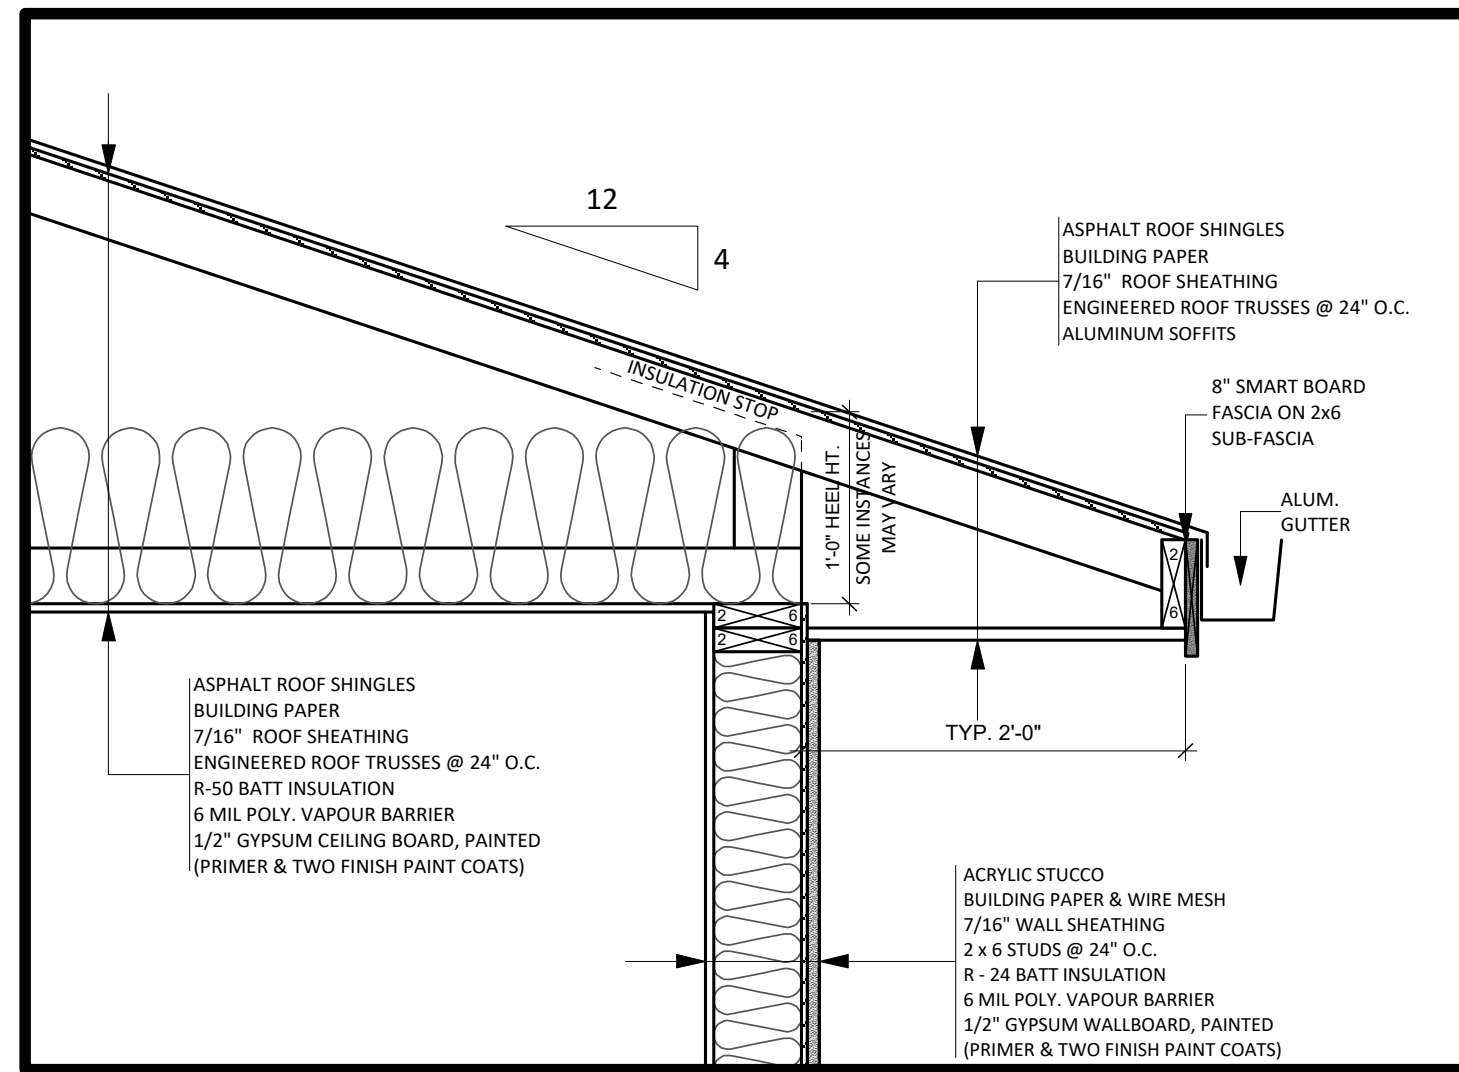 12
4
ASPHALT ROOF SHINGLES
BUILDING PAPER
7/16" ROOF SHEATHING
ENGINEERED ROOF TRUSSES @ 24" O.C.
ALUMINUM SOFFITS
8" SMART BOARD
FASCIA ON 2x6
SUB-FASCIA
ALUM.
GUTTER
INSULATION STOP
1'-0" HEEL HT.
SOME INSTANCES
MAY VARY
2
6
2 6
2 6
TYP. 2'-0"
ASPHALT ROOF SHINGLES
BUILDING PAPER
7/16" ROOF SHEATHING
ENGINEERED ROOF TRUSSES @ 24" O.C.
R-50 BATT INSULATION
6 MIL POLY. VAPOUR BARRIER
1/2" GYPSUM CEILING BOARD, PAINTED
(PRIMER & TWO FINISH PAINT COATS)
ACRYLIC STUCCO
BUILDING PAPER & WIRE MESH
7/16" WALL SHEATHING
2 x 6 STUDS @ 24" O.C.
R - 24 BATT INSULATION
6 MIL POLY. VAPOUR BARRIER
1/2" GYPSUM WALLBOARD, PAINTED
(PRIMER & TWO FINISH PAINT COATS)